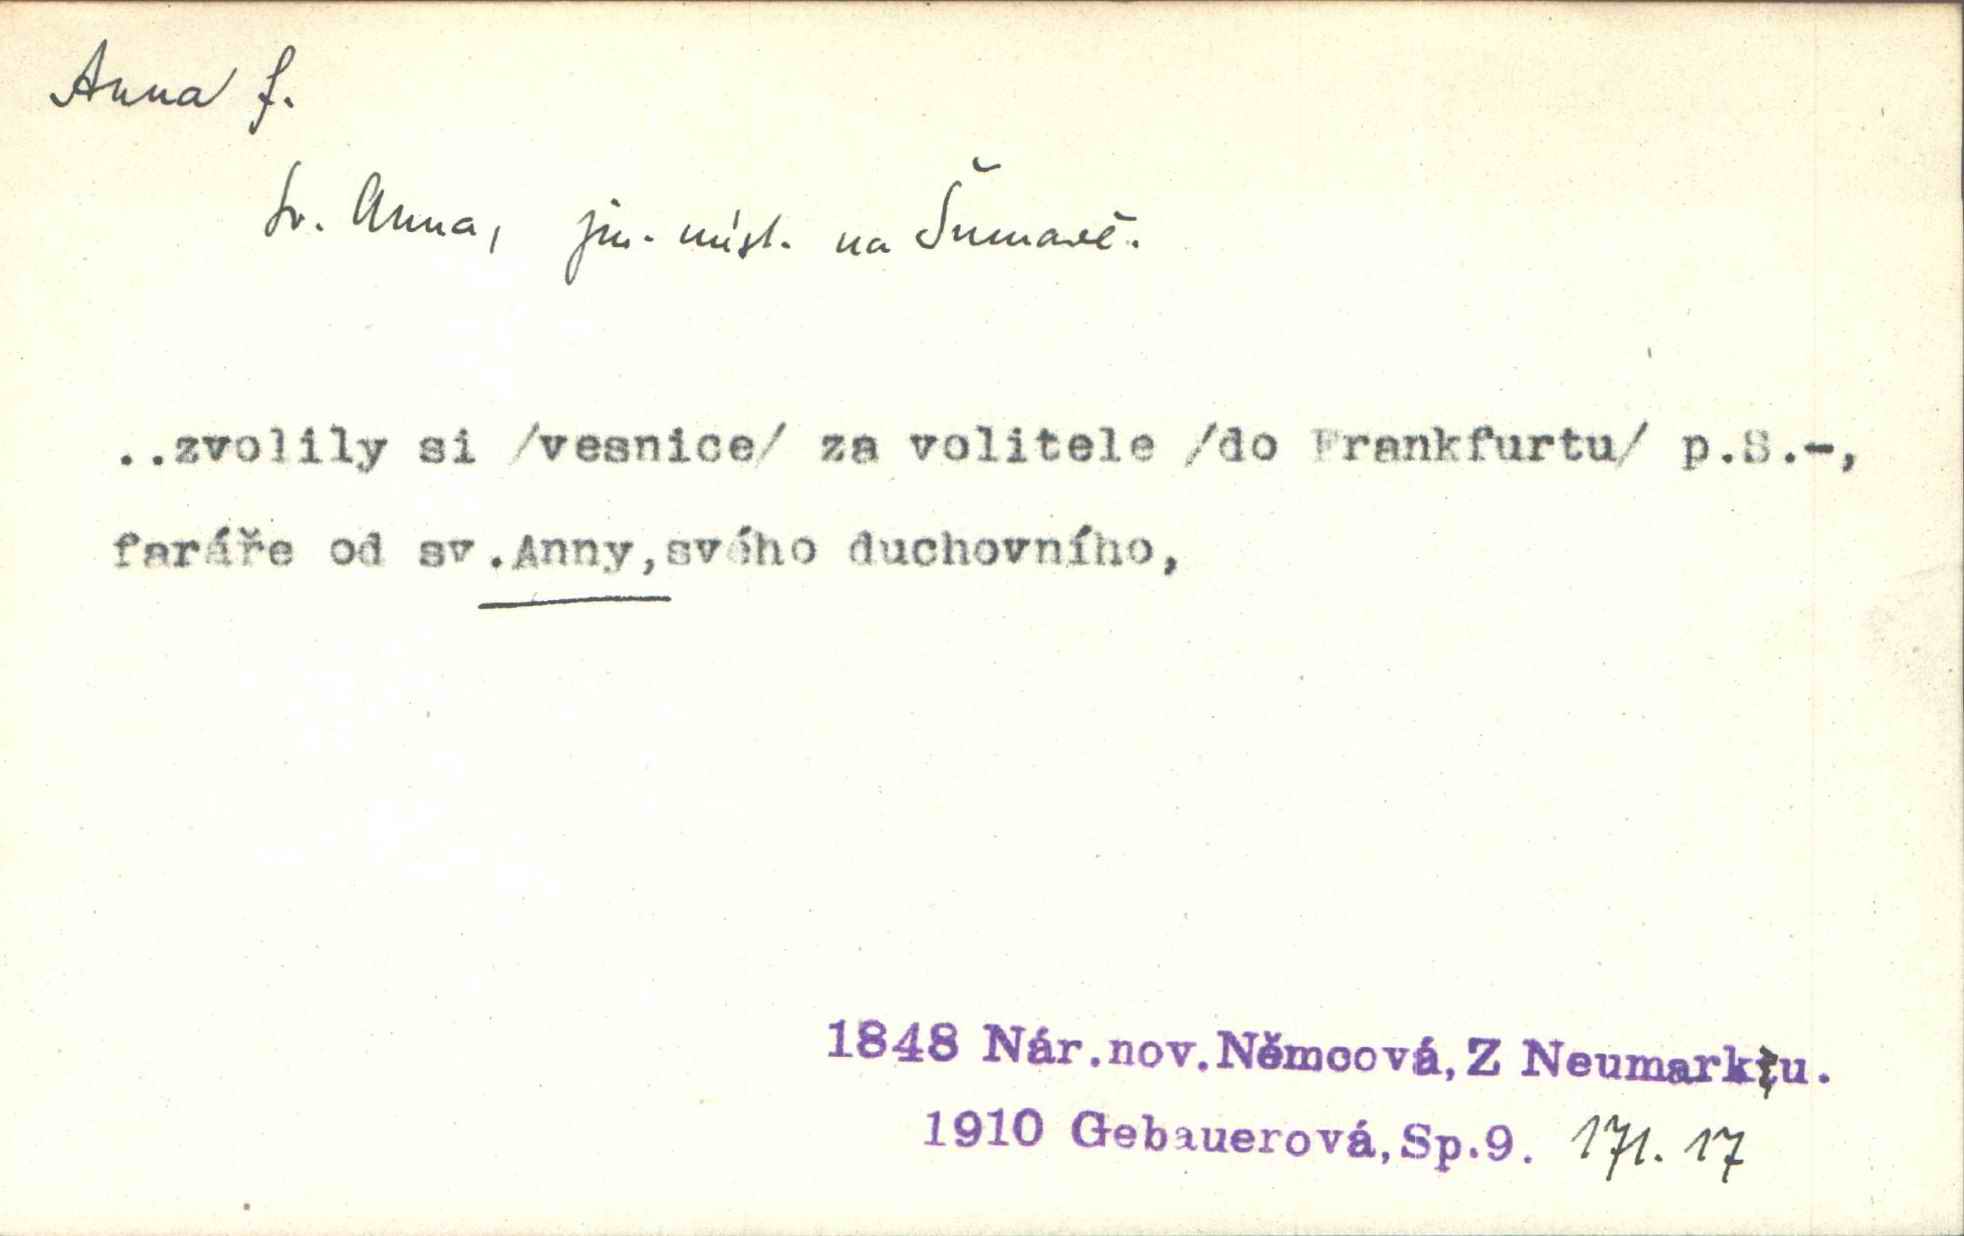 Anna f.
Sv. Anna, jm. míst. na Šumavě.
..zvolily si /vesnice/ za volitele /do Frankfurtu/ p.S.-,
faráře od sv.Anny,svého duchovního,
1848 Nár.nov.Němcová,Z Neumarktu.
1910 Gebauerová,Sp.9. 171.17